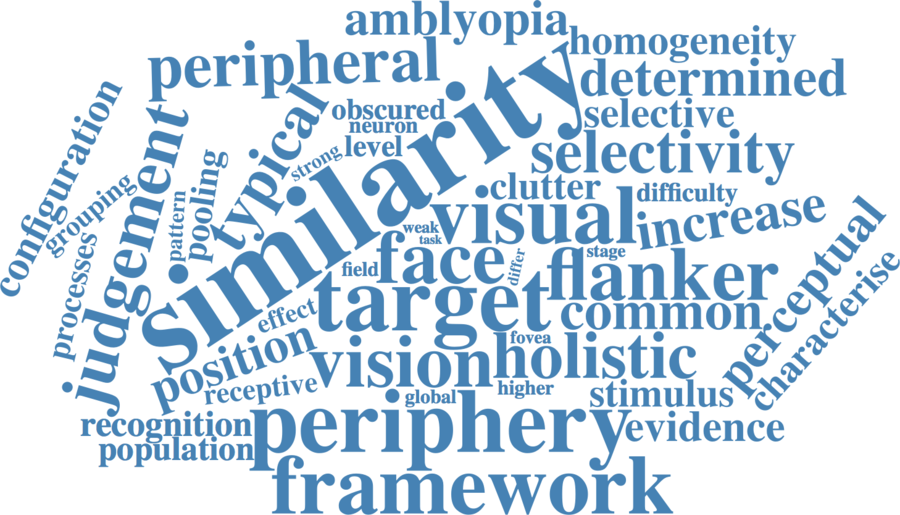 amblyopia
homogeneity
peripheral
determined
obscured
selective
neuron
level
strong
typical
similarity
selectivity
configuration
judgement
grouping
pattern
pooling
processes
clutter
difficulty
visual
increase
weak
task
face
field
differ
stage
flanker
perceptual
characterise
target
common
effect
position
fovea
holistic
vision
receptive
global
higher
stimulus
recognition
periphery
evidence
population
framework